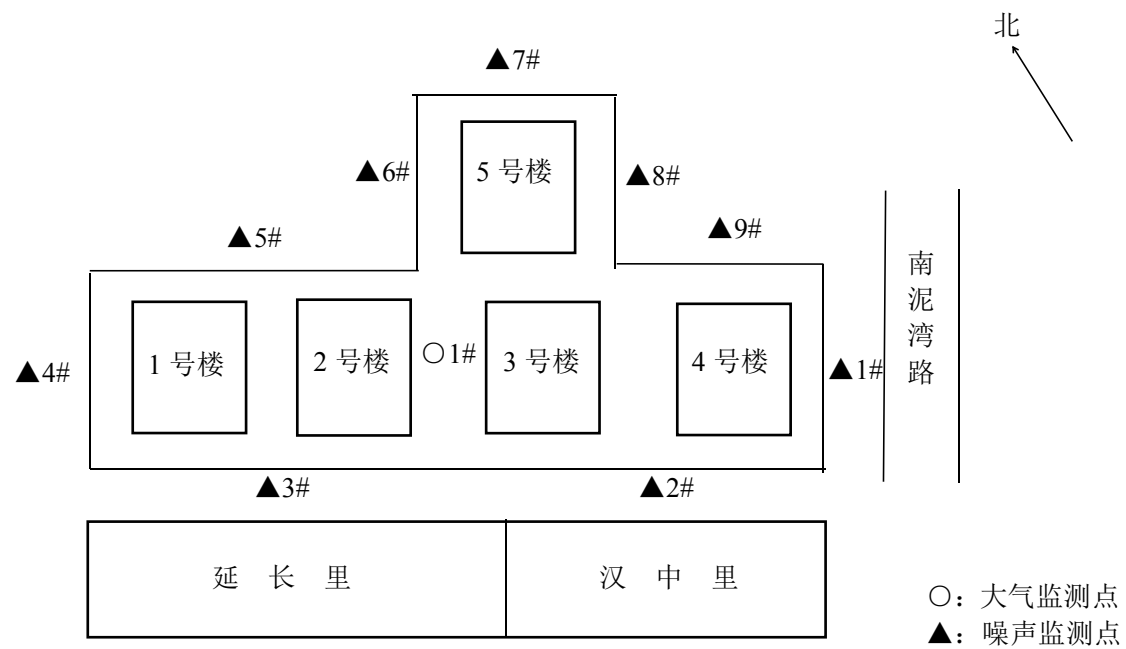 北
▲7#
▲6#
5 号楼
▲8#
▲5#
▲9#
南泥湾路
▲4#
1 号楼
2 号楼
○1#
3 号楼
4 号楼
▲1#
▲3#
▲2#
延 长 里
汉 中 里
○：大气监测点
▲：噪声监测点